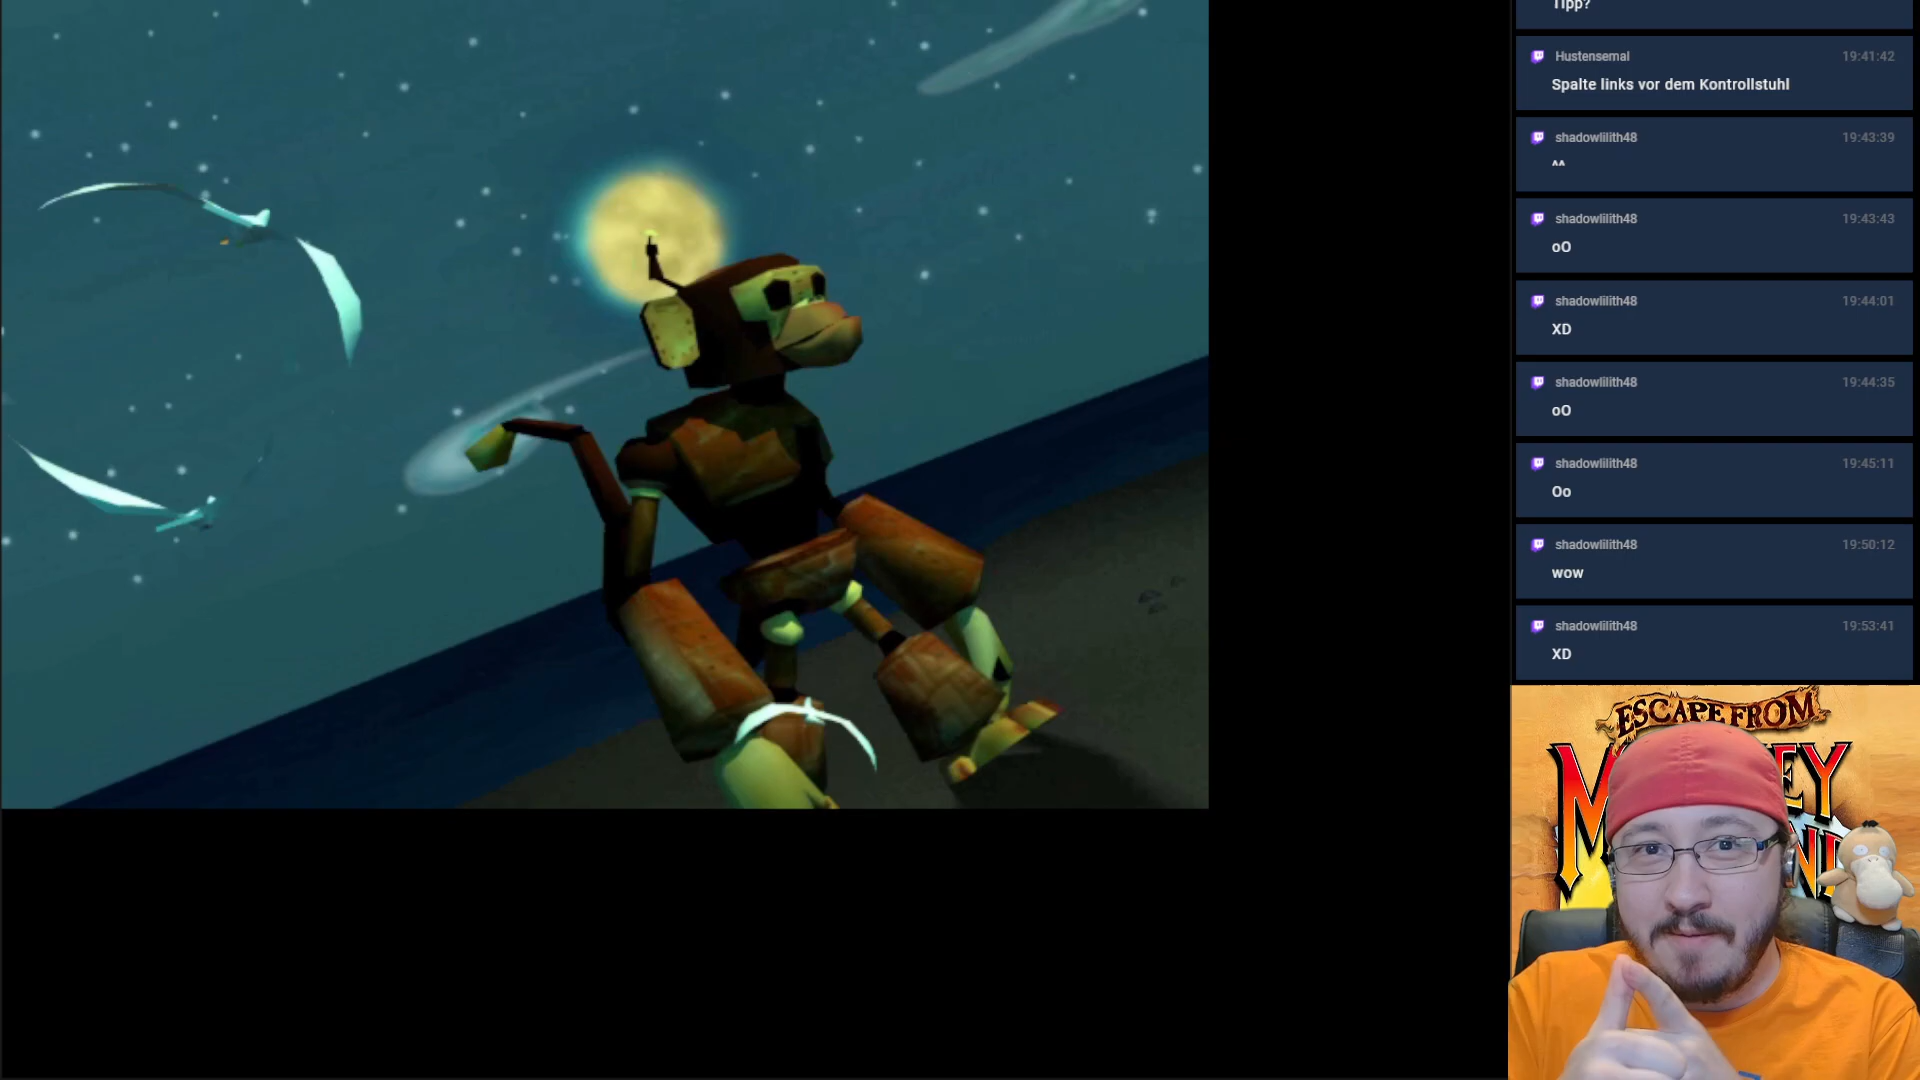 Tipp?
Hustensemal 19:41:42
Spalte links vor dem Kontrollstuhl
shadowlilith48 19:43:39
^^
shadowlilith48 19:43:43
oO
shadowlilith48 19:44:01
XD
shadowlilith48 19:44:35
oO
shadowlilith48 19:45:11
Oo
shadowlilith48 19:50:12
wow
shadowlilith48 19:53:41
XD
ESCAPE FROM